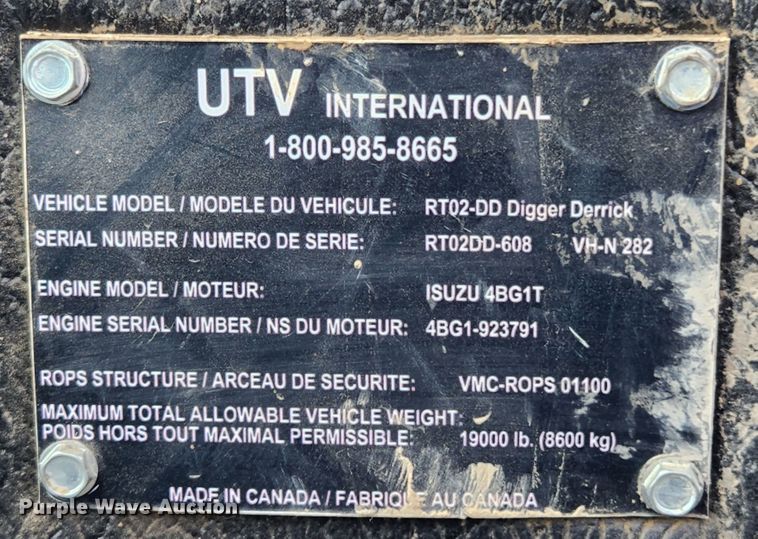 UTV INTERNATIONAL
1-800-985-8665
VEHICLE MODEL / MODELE DU VEHICULE: RT02-DD Digger Derrick
SERIAL NUMBER / NUMERO DE SERIE: RT02DD-608 VH-N 282
ENGINE MODEL / MOTEUR: ISUZU 4BG1T
ENGINE SERIAL NUMBER / NS DU MOTEUR: 4BG1-923791
ROPS STRUCTURE / ARCEAU DE SECURITE: VMC-ROPS 01100
MAXIMUM TOTAL ALLOWABLE VEHICLE WEIGHT:
POIDS HORS TOUT MAXIMAL PERMISSIBLE: 19000 lb. (8600 kg)
MADE IN CANADA / FABRIQUE AU CANADA
Purple Wave Auction